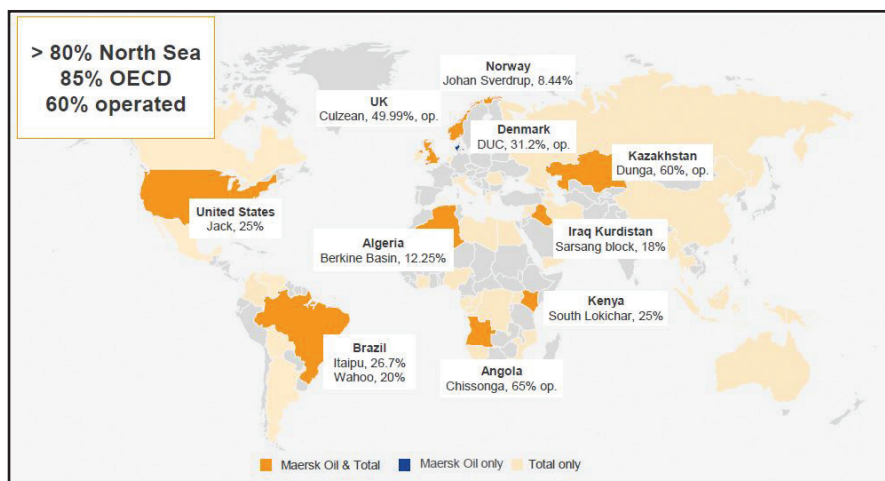 > 80% North Sea
85% OECD
60% operated
Norway
Johan Sverdrup, 8.44%
UK
Culzean, 49.99%, op.
Denmark
DUC, 31.2%, op.
Kazakhstan
Dunga, 60%, op.
United States
Jack, 25%
Algeria
Berkine Basin, 12.25%
Iraq Kurdistan
Sarsang block, 18%
Kenya
South Lokichar, 25%
Brazil
Itaipu, 26.7%
Wahoo, 20%
Angola
Chissonga, 65% op.
Maersk Oil & Total
Maersk Oil only
Total only